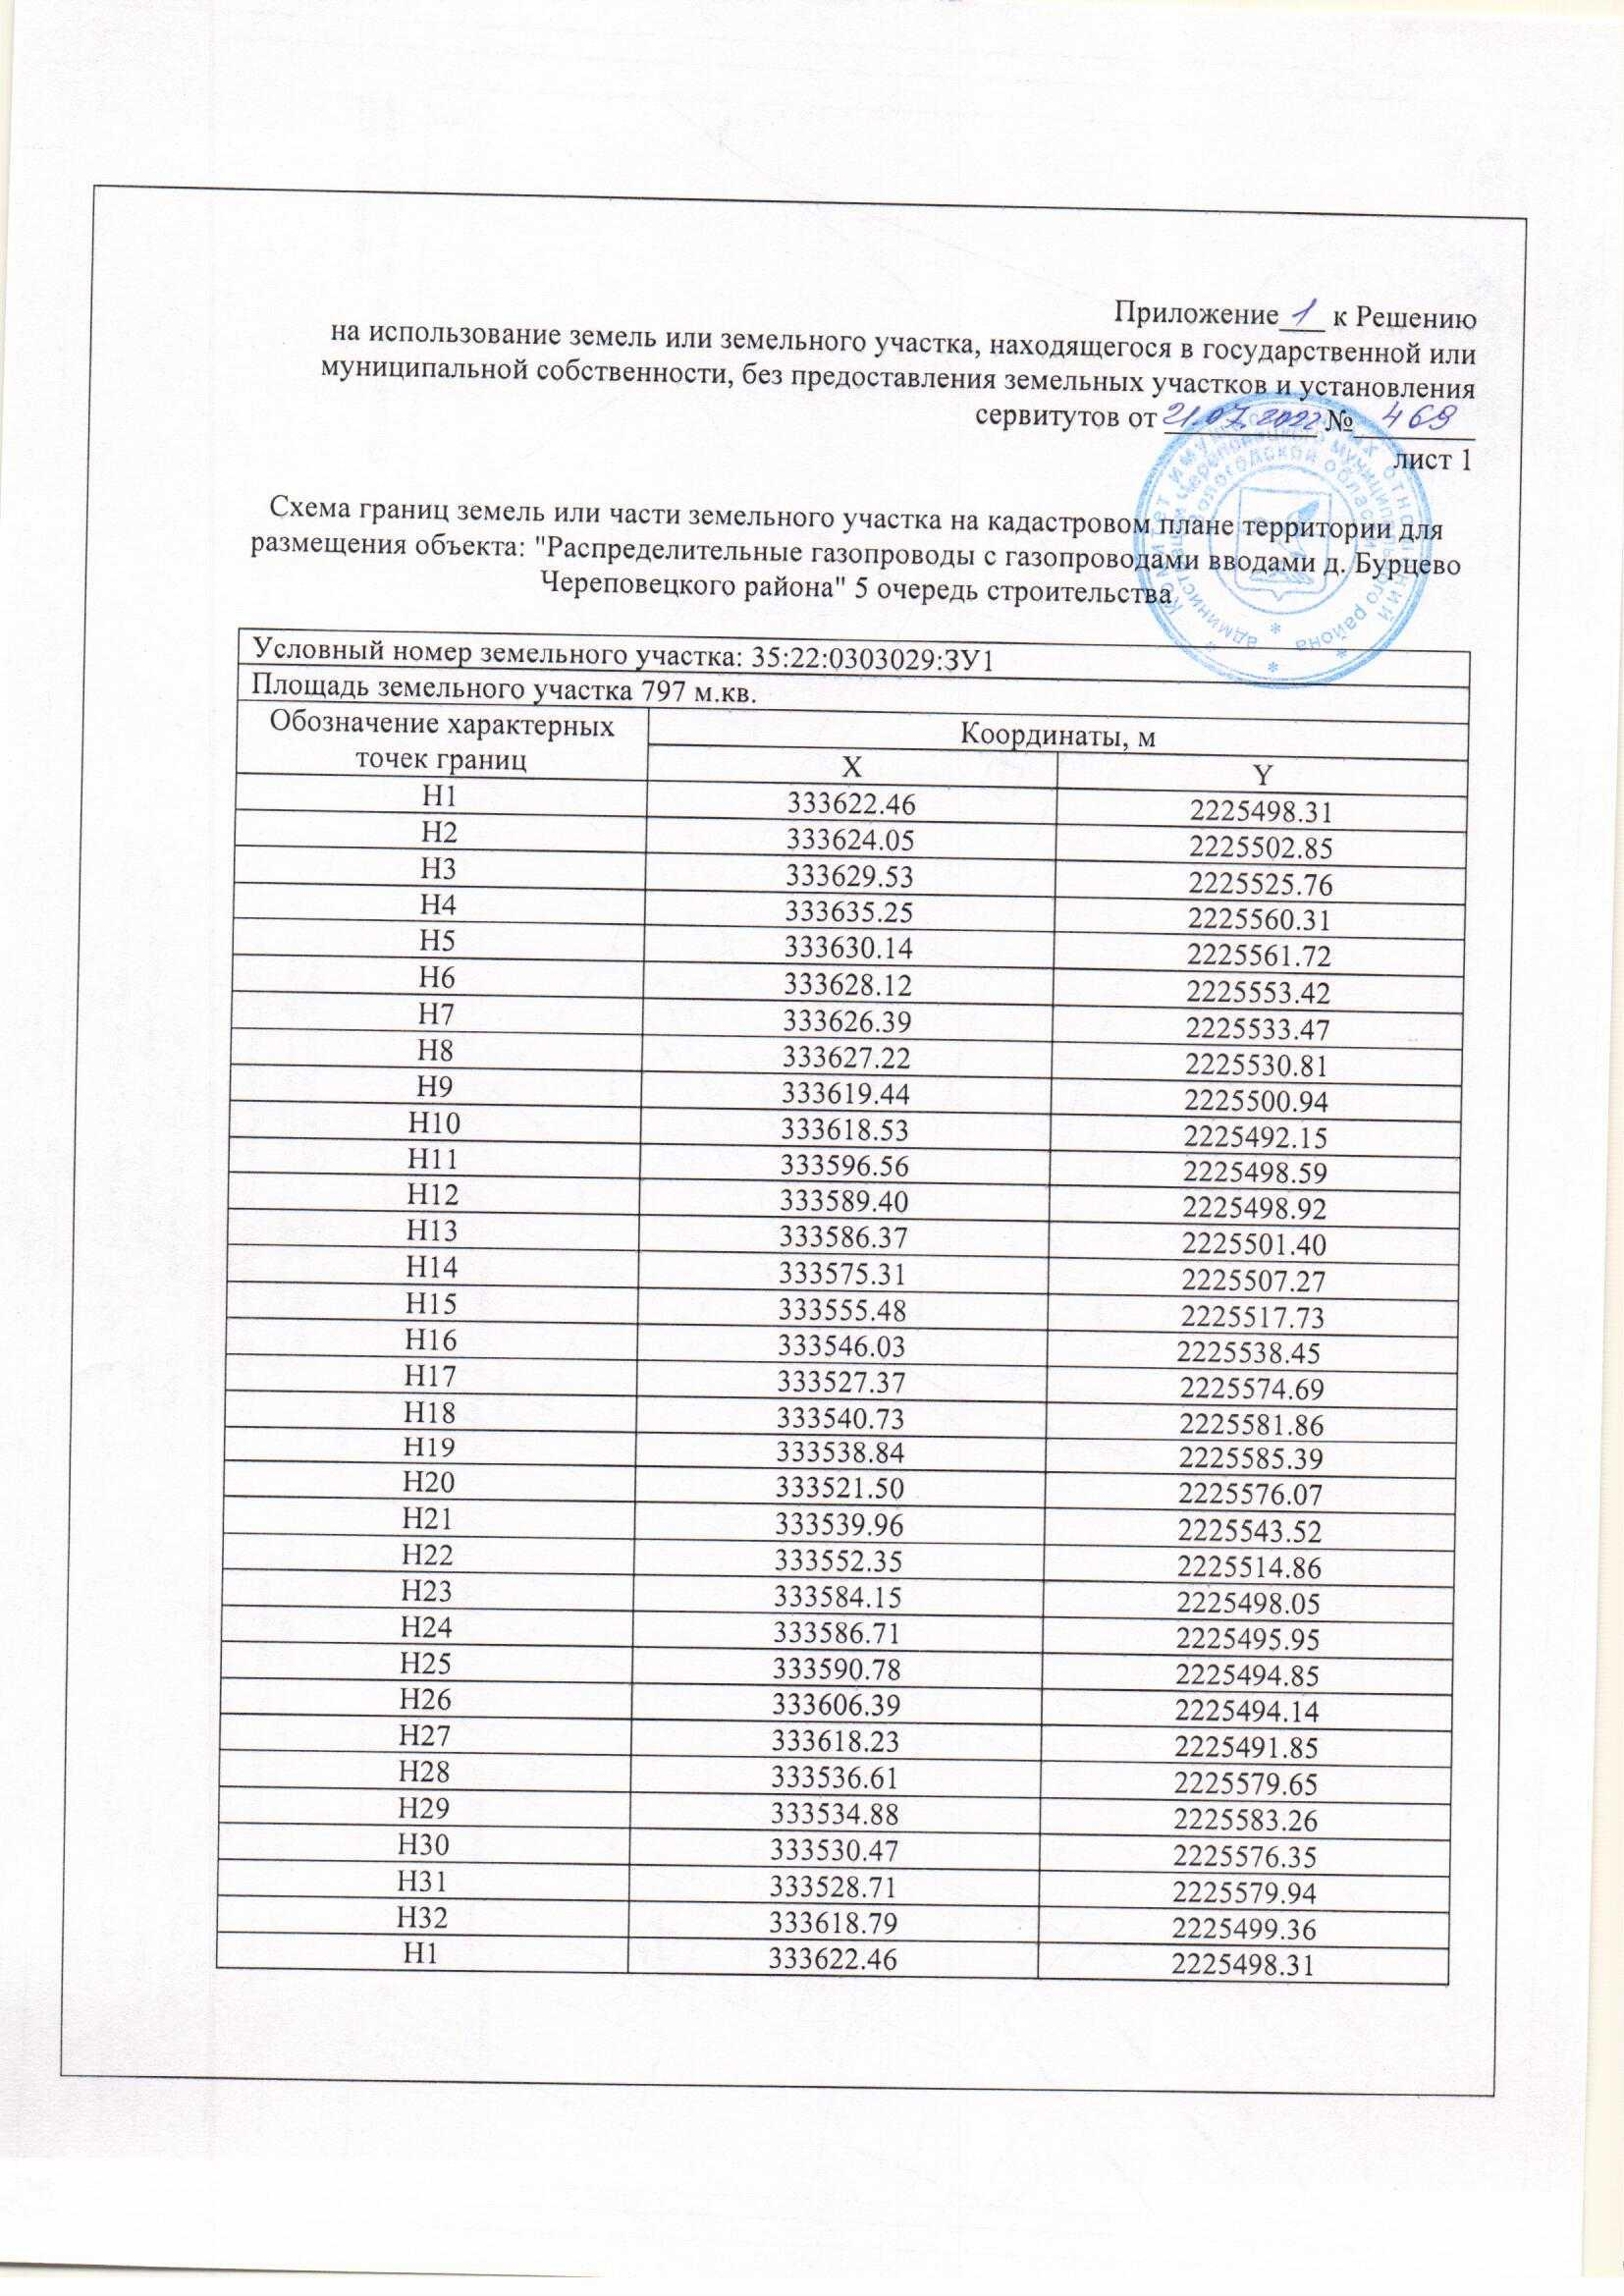 Приложение 1 к Решению
на использование земель или земельного участка, находящегося в государственной или
муниципальной собственности, без предоставления земельных участков и установления
сервитутов от 21.07.2022 № 469
лист 1
Схема границ земель или части земельного участка на кадастровом плане территории для
размещения объекта: "Распределительные газопроводы с газопроводами вводами д. Бурцево
Череповецкого района" 5 очередь строительства
Условный номер земельного участка: 35:22:0303029:ЗУ1
Площадь земельного участка 797 м.кв.
Обозначение характерных точек границ
Координаты, м
X Y
Н1 333622.46 2225498.31
Н2 333624.05 2225502.85
Н3 333629.53 2225525.76
Н4 333635.25 2225560.31
Н5 333630.14 2225561.72
Н6 333628.12 2225553.42
Н7 333626.39 2225533.47
Н8 333627.22 2225530.81
Н9 333619.44 2225500.94
Н10 333618.53 2225492.15
Н11 333596.56 2225498.59
Н12 333589.40 2225498.92
Н13 333586.37 2225501.40
Н14 333575.31 2225507.27
Н15 333555.48 2225517.73
Н16 333546.03 2225538.45
Н17 333527.37 2225574.69
Н18 333540.73 2225581.86
Н19 333538.84 2225585.39
Н20 333521.50 2225576.07
Н21 333539.96 2225543.52
Н22 333552.35 2225514.86
Н23 333584.15 2225498.05
Н24 333586.71 2225495.95
Н25 333590.78 2225494.85
Н26 333606.39 2225494.14
Н27 333618.23 2225491.85
Н28 333536.61 2225579.65
Н29 333534.88 2225583.26
Н30 333530.47 2225576.35
Н31 333528.71 2225579.94
Н32 333618.79 2225499.36
Н1 333622.46 2225498.31